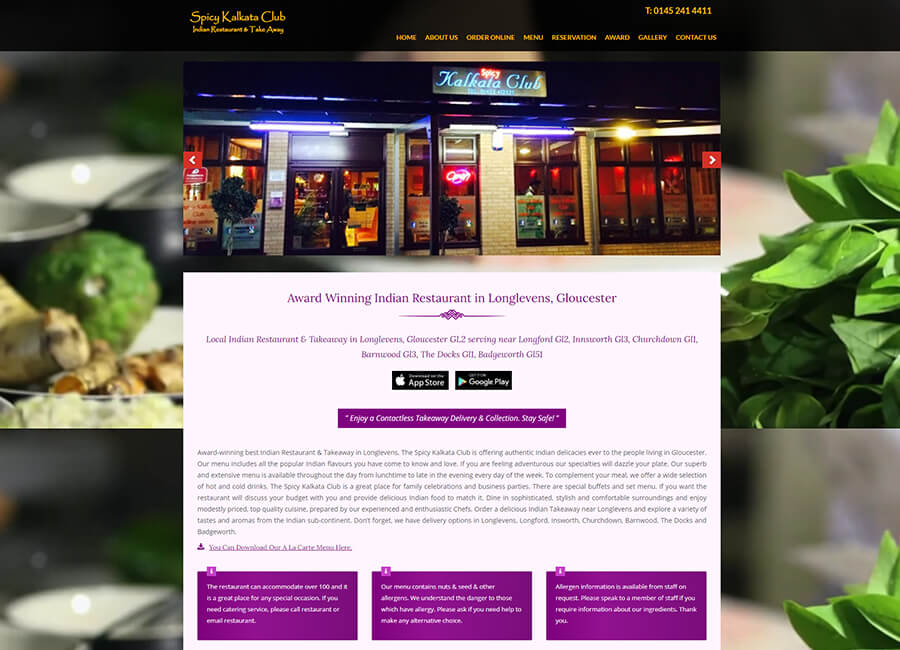 Spicy Kalkata Club
Indian Restaurant & Take Away
T: 0145 241 4411
HOME ABOUT US ORDER ONLINE MENU RESERVATION AWARD GALLERY CONTACT US
Spicy
Kalkata Club
Open
Spicy Kalkata
Club
Award Winning Indian Restaurant in Longlevens, Gloucester
Local Indian Restaurant & Takeaway in Longlevens, Gloucester GL2 serving near Longford Gl2, Innsworth Gl3, Churchdown Gl1,
Barnwood Gl3, The Docks Gl1, Badgeworth Gl51
Download on the
App Store
GET IT ON
Google Play
" Enjoy a Contactless Takeaway Delivery & Collection. Stay Safe! "
Award-winning best Indian Restaurant & Takeaway in Longlevens. The Spicy Kalkata Club is offering authentic Indian delicacies ever to the people living in Gloucester.
Our menu includes all the popular Indian flavours you have come to know and love. If you are feeling adventurous our specialties will dazzle your plate. Our superb
and extensive menu is available throughout the day from lunchtime to late in the evening every day of the week. To complement your meal, we offer a wide selection
of hot and cold drinks. The Spicy Kalkata Club is a great place for family celebrations and business parties. There are special buffets and set menu. If you want the
restaurant will discuss your budget with you and provide delicious Indian food to match it. Dine in sophisticated, stylish and comfortable surroundings and enjoy
modestly priced, top quality cuisine, prepared by our experienced and enthusiastic Chefs. Order a delicious Indian Takeaway near Longlevens and explore a variety of
tastes and aromas from the Indian sub-continent. Don't forget, we have delivery options in Longlevens, Longford, Insworth, Churchdown, Barnwood, The Docks and
Badgeworth.
You Can Download Our A La Carte Menu Here.
The restaurant can accommodate over 100 and it
is a great place for any special occasion. If you
need catering service, please call restaurant or
email restaurant.
Our menu contains nuts & seed & other
allergens. We understand the danger to those
which have allergy. Please ask if you need help to
make any alternative choice.
Allergen information is available from staff on
request. Please speak to a member of staff if you
require information about our ingredients. Thank
you.